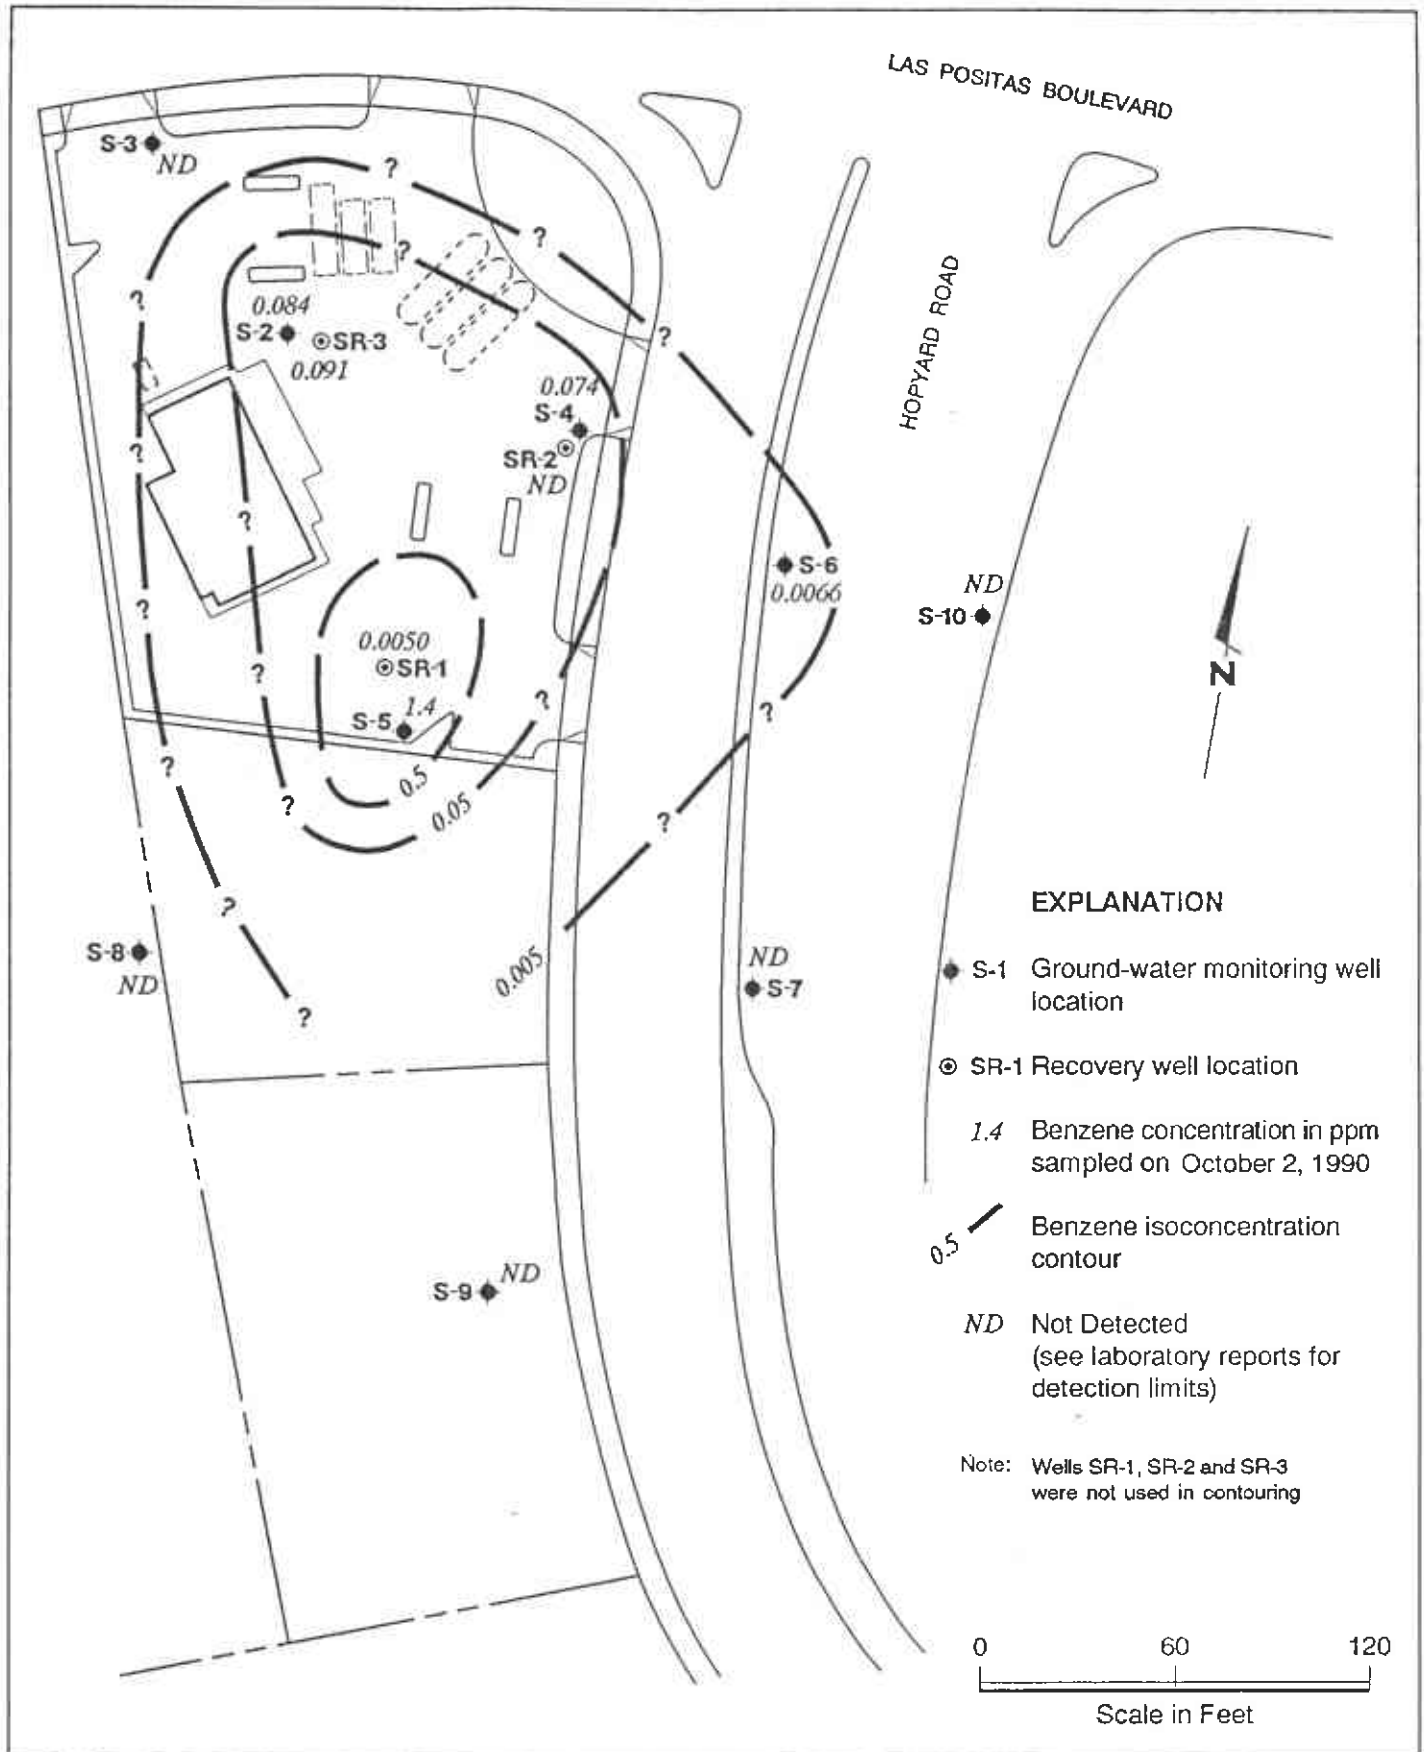 LAS POSITAS BOULEVARD
S-3
ND
?
?
?
?
0.084
S-2
SR-3
0.091
?
HOPYARD ROAD
0.074
S-4
SR-2
ND
?
?
S-6
0.0066
ND
S-10
?
0.0050
SR-1
?
N
1.4
S-5
?
?
?
0.5
?
0.05
?
?
EXPLANATION
S-8
ND
0.005
ND
S-7
?
S-1 Ground-water monitoring well
location
SR-1 Recovery well location
1.4 Benzene concentration in ppm
sampled on October 2, 1990
0.5 Benzene isoconcentration
contour
S-9
ND
ND Not Detected
(see laboratory reports for
detection limits)
Note: Wells SR-1, SR-2 and SR-3
were not used in contouring
0 60 120
Scale in Feet